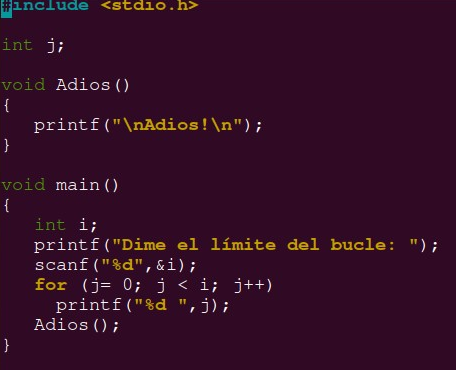 #include <stdio.h>
int j;
void Adios()
{
printf("\nAdios!\n");
}
void main()
{
int i;
printf("Dime el límite del bucle: ");
scanf("%d",&i);
for (j= 0; j < i; j++)
printf("%d ",j);
Adios();
}